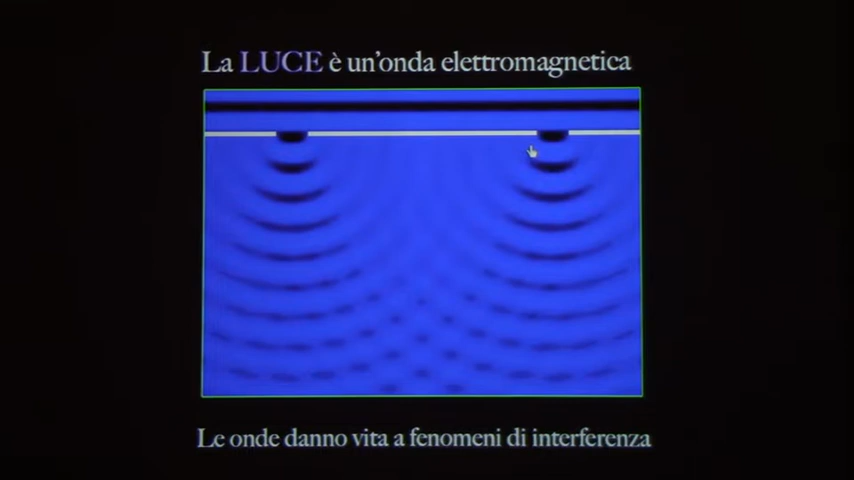 La LUCE è un'onda elettromagnetica
Le onde danno vita a fenomeni di interferenza